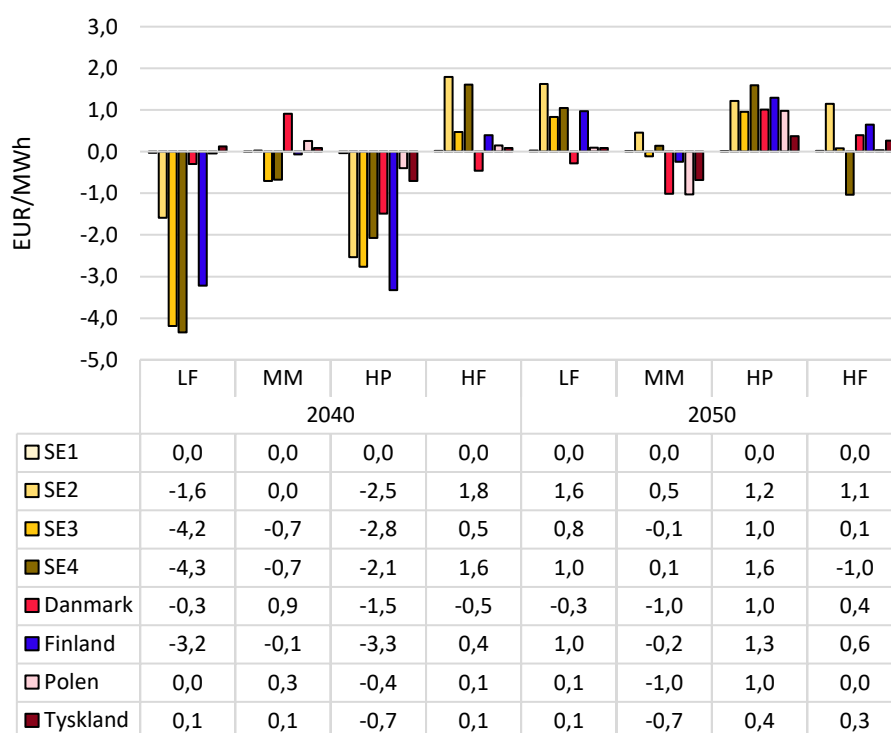 3,0
2,0
1,0
0,0
-1,0
-2,0
-3,0
-4,0
-5,0
EUR/MWh
LF MM HP HF LF MM HP HF
2040 2050
SE1 0,0 0,0 0,0 0,0 0,0 0,0 0,0 0,0
SE2 -1,6 0,0 -2,5 1,8 1,6 0,5 1,2 1,1
SE3 -4,2 -0,7 -2,8 0,5 0,8 -0,1 1,0 0,1
SE4 -4,3 -0,7 -2,1 1,6 1,0 0,1 1,6 -1,0
Danmark -0,3 0,9 -1,5 -0,5 -0,3 -1,0 1,0 0,4
Finland -3,2 -0,1 -3,3 0,4 1,0 -0,2 1,3 0,6
Polen 0,0 0,3 -0,4 0,1 0,1 -1,0 1,0 0,0
Tyskland 0,1 0,1 -0,7 0,1 0,1 -0,7 0,4 0,3